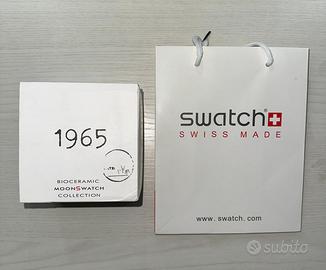 1965
BIOCERAMIC
MOONSWATCH
COLLECTION
swatch
SWISS MADE
www.swatch.com
subito